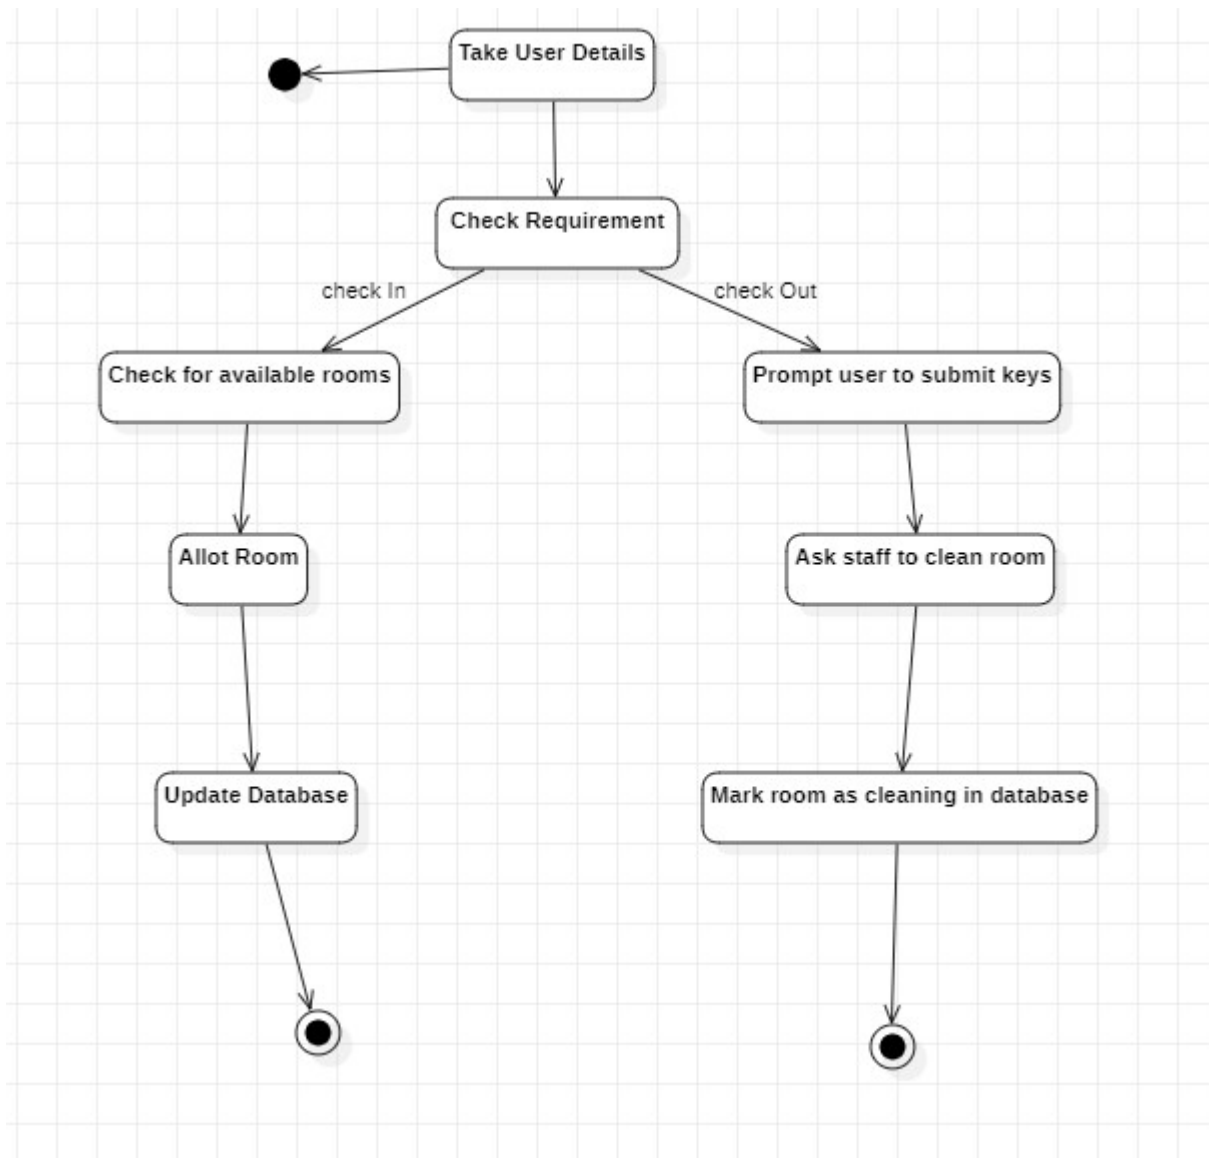 Take User Details
Check Requirement
check In
check Out
Check for available rooms
Prompt user to submit keys
Allot Room
Ask staff to clean room
Update Database
Mark room as cleaning in database